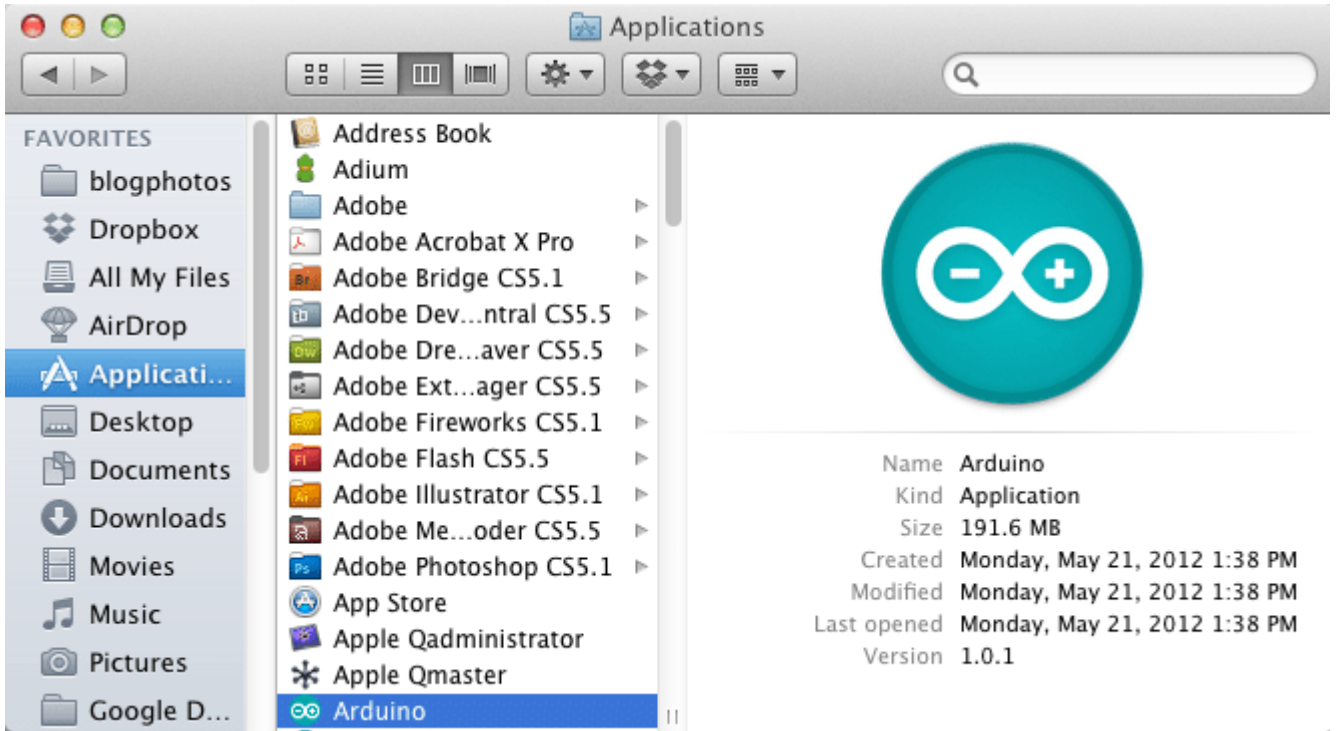 Applications
FAVORITES
blogphotos
Dropbox
All My Files
AirDrop
Applicati...
Desktop
Documents
Downloads
Movies
Music
Pictures
Google D...
Address Book
Adium
Adobe
Adobe Acrobat X Pro
Adobe Bridge CS5.1
Adobe Dev...ntral CS5.5
Adobe Dre...aver CS5.5
Adobe Ext...ager CS5.5
Adobe Fireworks CS5.1
Adobe Flash CS5.5
Adobe Illustrator CS5.1
Adobe Me...oder CS5.5
Adobe Photoshop CS5.1
App Store
Apple Qadministrator
Apple Qmaster
Arduino
Name Arduino
Kind Application
Size 191.6 MB
Created Monday, May 21, 2012 1:38 PM
Modified Monday, May 21, 2012 1:38 PM
Last opened Monday, May 21, 2012 1:38 PM
Version 1.0.1